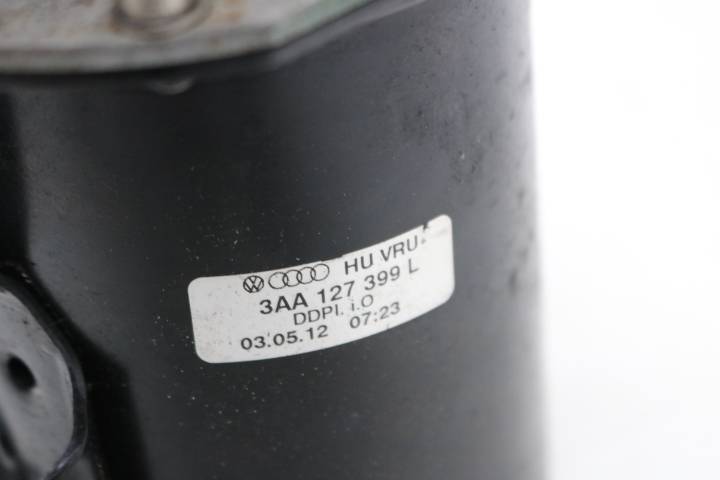 HU VRU
3AA 127 399 L
DDPI. i.O
03.05.12 07:23